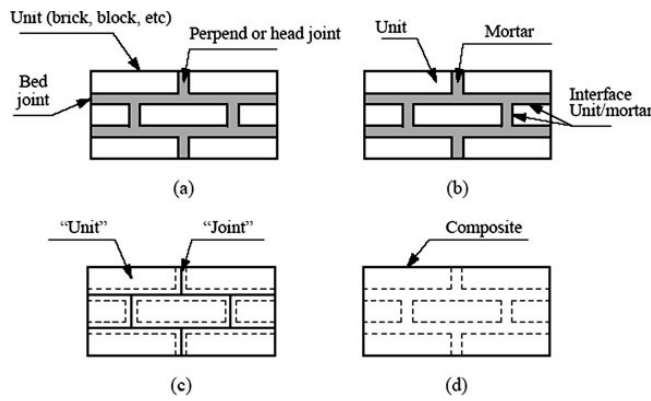 Unit (brick, block, etc)
Perpend or head joint
Bed
joint
(a)
Unit
Mortar
Interface
Unit/mortar
(b)
“Unit”
“Joint”
(c)
Composite
(d)